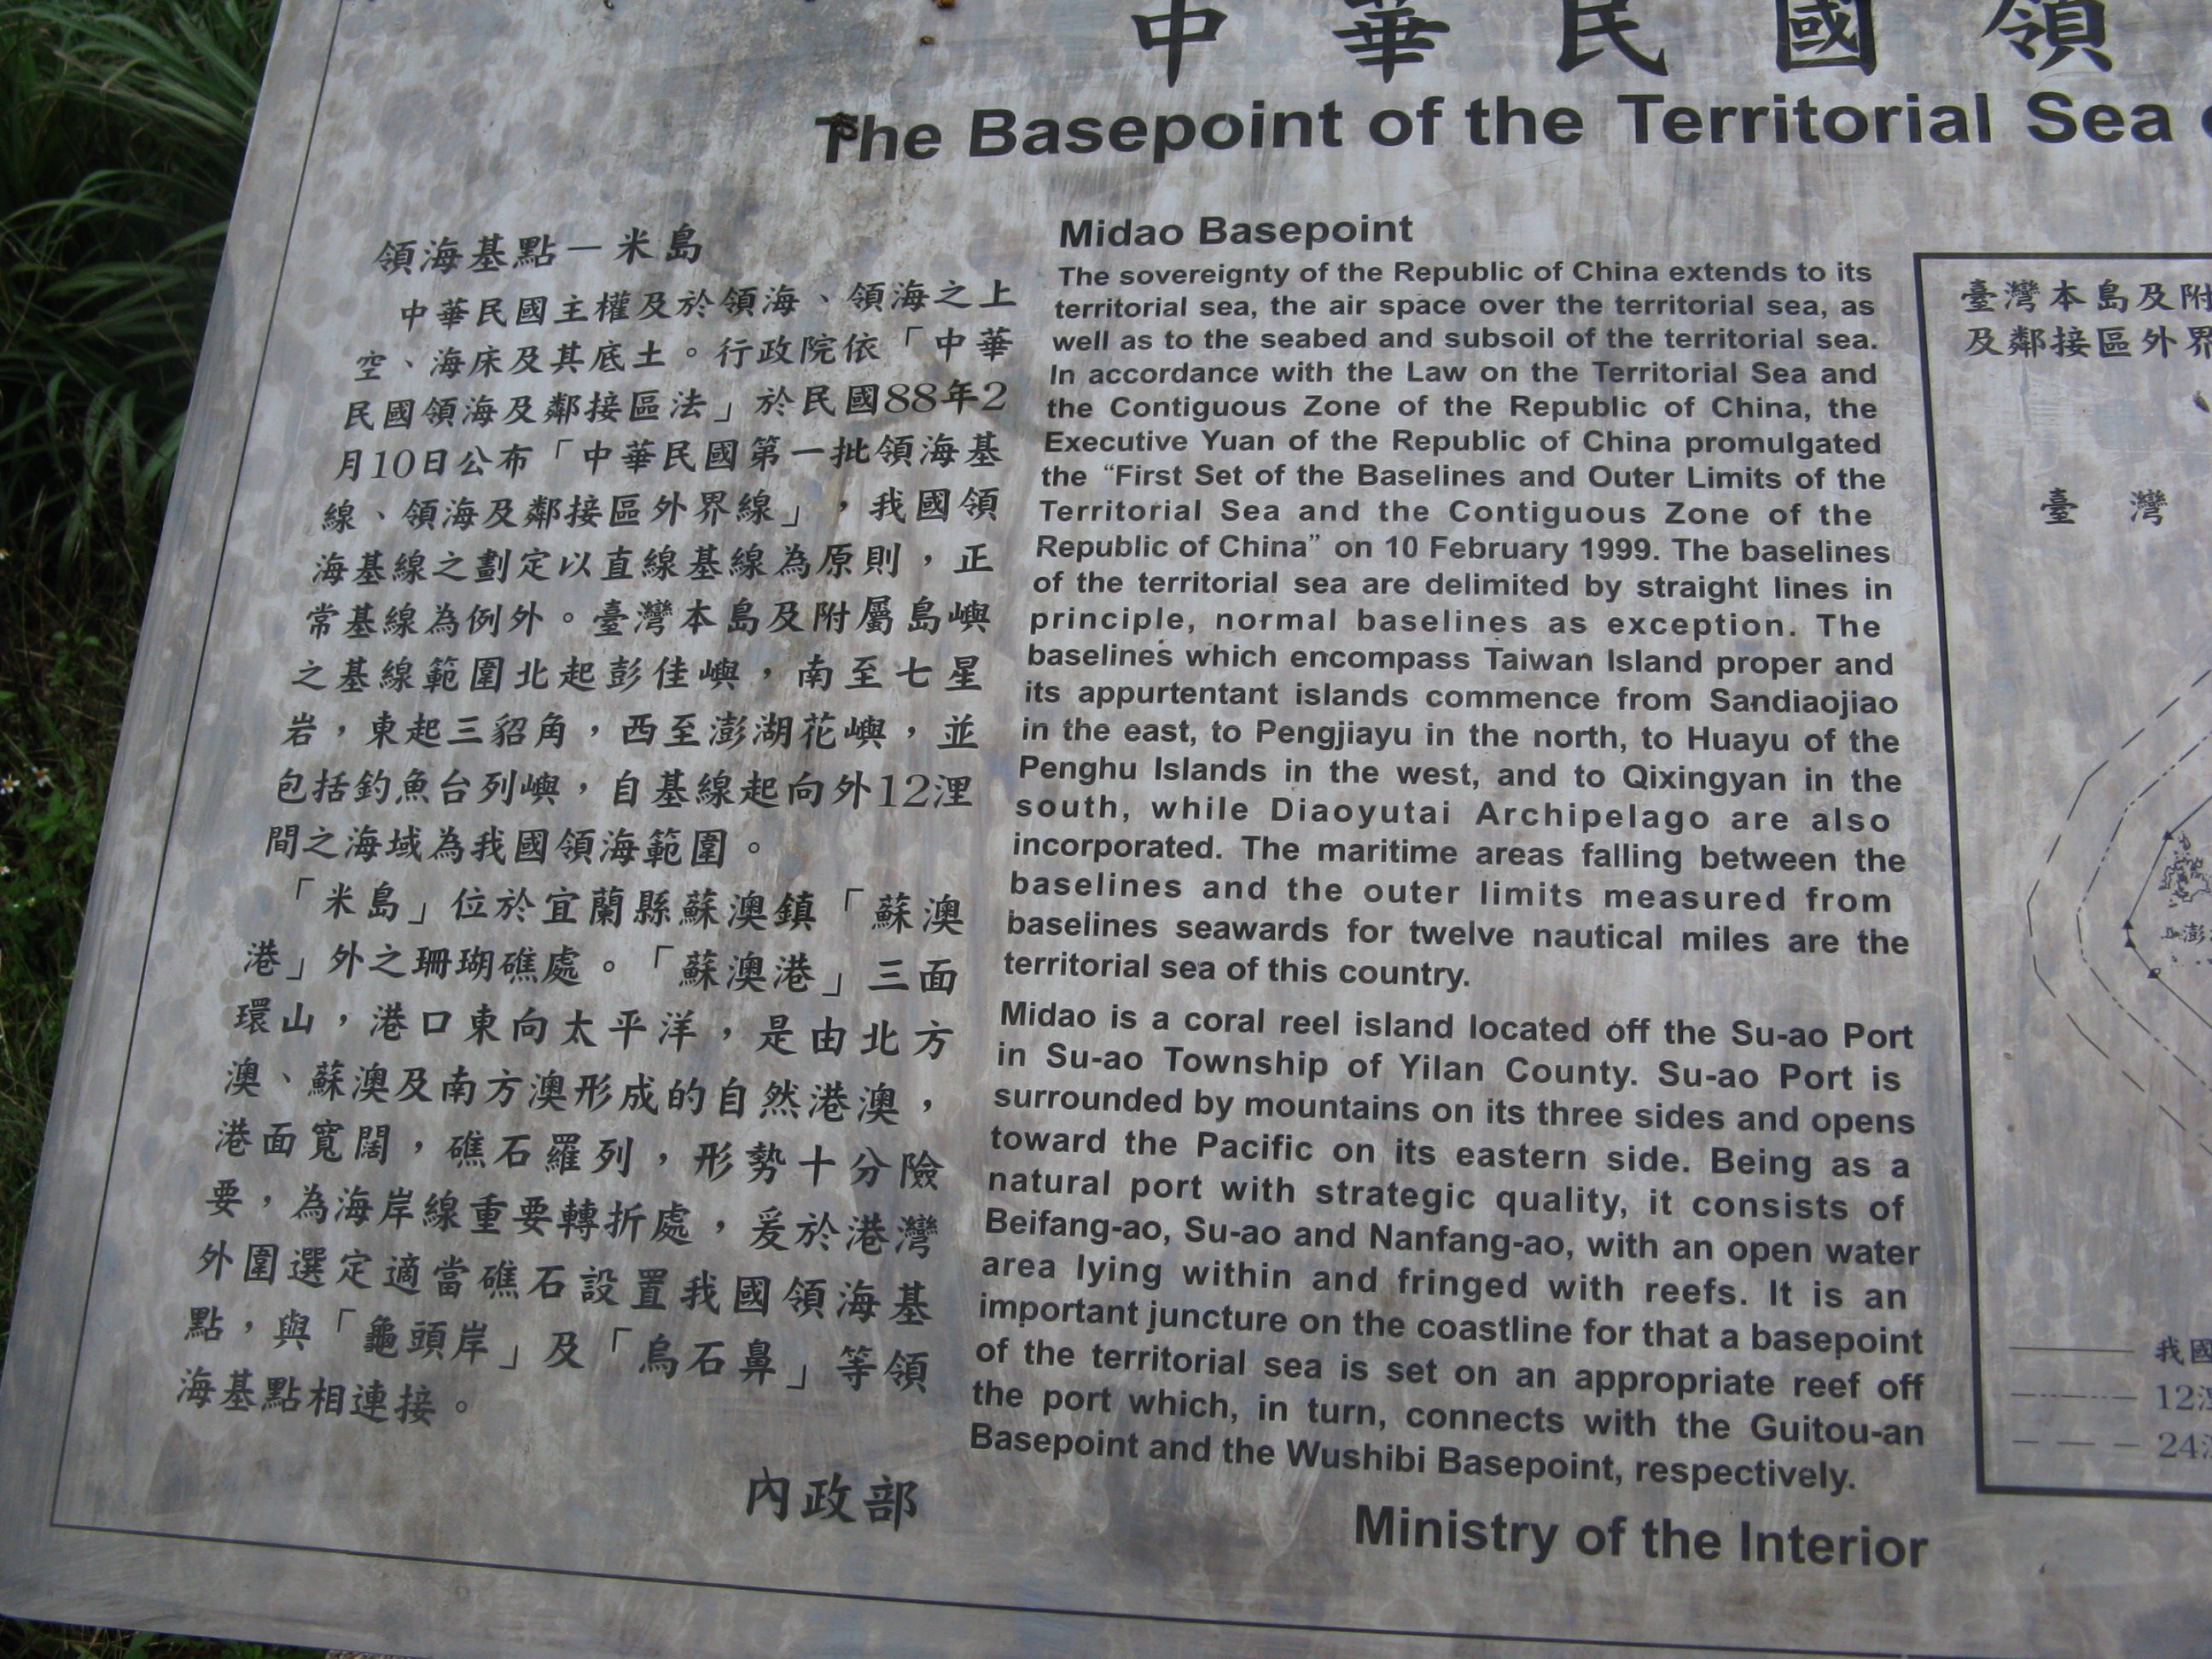 中華民國領
The Basepoint of the Territorial Sea
領海基點－米島
中華民國主權及於領海、領海之上
空、海床及其底土。行政院依「中華
民國領海及鄰接區法」於民國88年2
月10日公布「中華民國第一批領海基
線、領海及鄰接區外界線」，我國領
海基線之劃定以直線基線為原則，正
常基線為例外。臺灣本島及附屬島嶼
之基線範圍北起彭佳嶼，南至七星
岩，東起三貂角，西至澎湖花嶼，並
包括釣魚台列嶼，自基線起向外12浬
間之海域為我國領海範圍。
「米島」位於宜蘭縣蘇澳鎮「蘇澳
港」外之珊瑚礁處。「蘇澳港」三面
環山，港口東向太平洋，是由北方
澳、蘇澳及南方澳形成的自然港澳，
港面寬闊，礁石羅列，形勢十分險
要，為海岸線重要轉折處，爰於港灣
外圍選定適當礁石設置我國領海基
點，與「龜頭岸」及「烏石鼻」等領
海基點相連接。
內政部
Midao Basepoint
The sovereignty of the Republic of China extends to its
territorial sea, the air space over the territorial sea, as
well as to the seabed and subsoil of the territorial sea.
In accordance with the Law on the Territorial Sea and
the Contiguous Zone of the Republic of China, the
Executive Yuan of the Republic of China promulgated
the “First Set of the Baselines and Outer Limits of the
Territorial Sea and the Contiguous Zone of the
Republic of China” on 10 February 1999. The baselines
of the territorial sea are delimited by straight lines in
principle, normal baselines as exception. The
baselines which encompass Taiwan Island proper and
its appurtentant islands commence from Sandiaojiao
in the east, to Pengjiayu in the north, to Huayu of the
Penghu Islands in the west, and to Qixingyan in the
south, while Diaoyutai Archipelago are also
incorporated. The maritime areas falling between the
baselines and the outer limits measured from
baselines seawards for twelve nautical miles are the
territorial sea of this country.
Midao is a coral reel island located off the Su-ao Port
in Su-ao Township of Yilan County. Su-ao Port is
surrounded by mountains on its three sides and opens
toward the Pacific on its eastern side. Being as a
natural port with strategic quality, it consists of
Beifang-ao, Su-ao and Nanfang-ao, with an open water
area lying within and fringed with reefs. It is an
important juncture on the coastline for that a basepoint
of the territorial sea is set on an appropriate reef off
the port which, in turn, connects with the Guitou-an
Basepoint and the Wushibi Basepoint, respectively.
Ministry of the Interior
臺灣本島及附
及鄰接區外界
臺灣
澎
我國
12浬
24浬